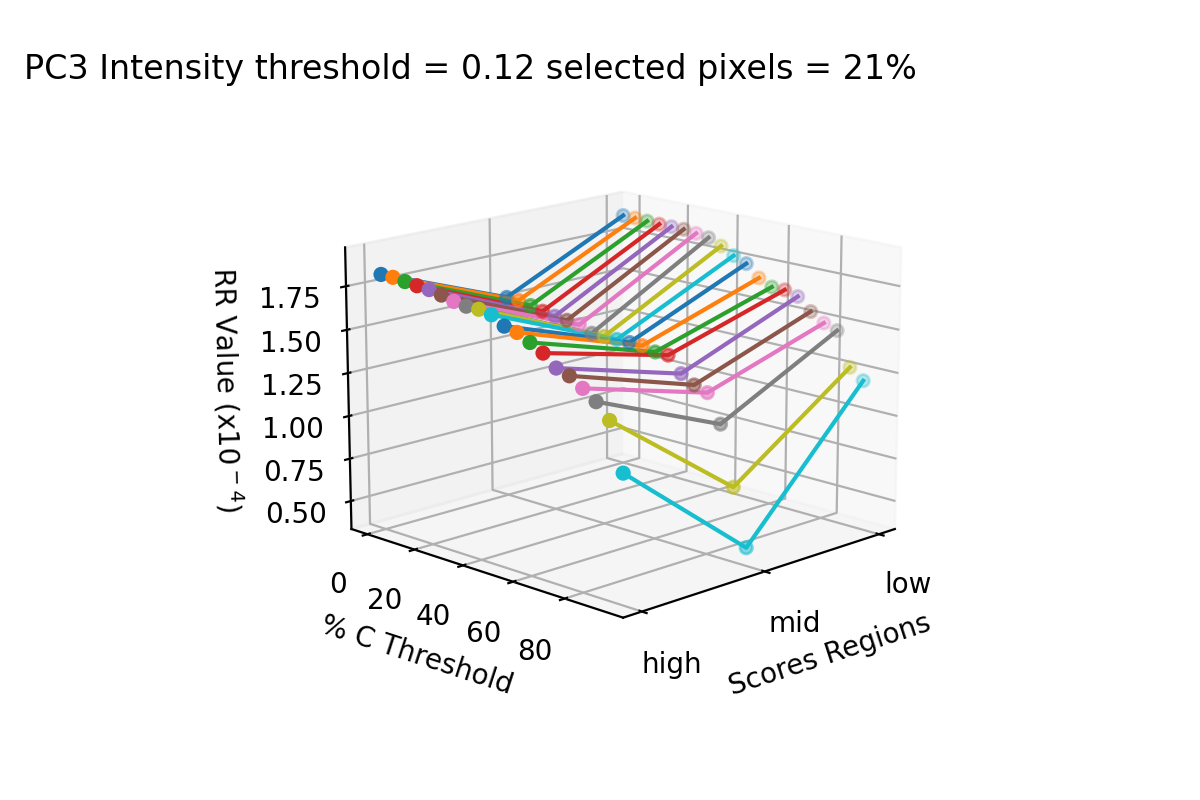 PC3 Intensity threshold = 0.12 selected pixels = 21%
RR Value (x10⁻⁴)
1.75
1.50
1.25
1.00
0.75
0.50
0
20
40
60
80
% C Threshold
high
mid
low
Scores Regions